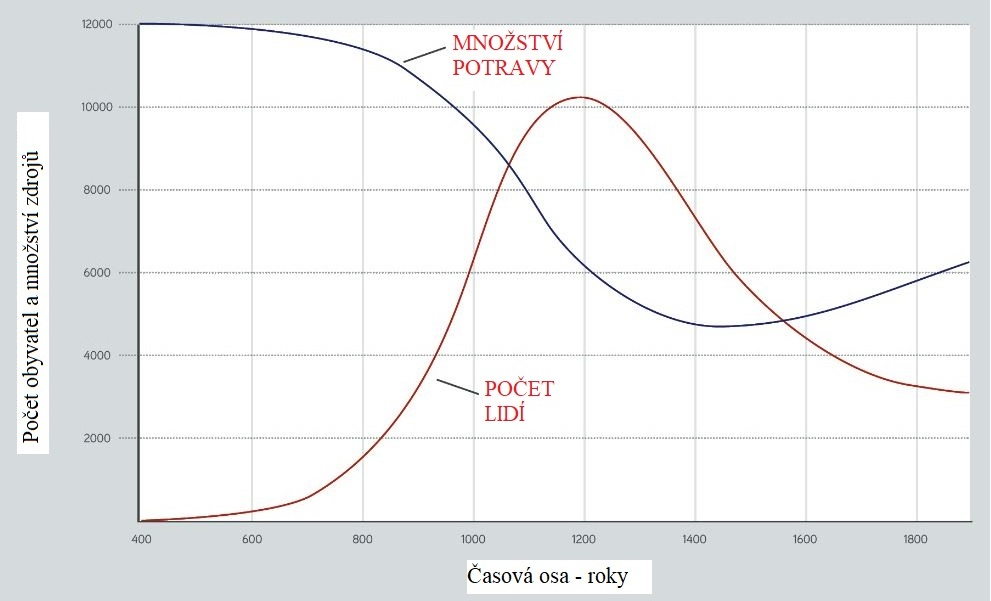 12000
MNOŽSTVÍ
POTRAVY
10000
8000
6000
4000
2000
POČET
LIDÍ
Počet obyvatel a množství zdrojů
400 600 800 1000 1200 1400 1600 1800
Časová osa - roky